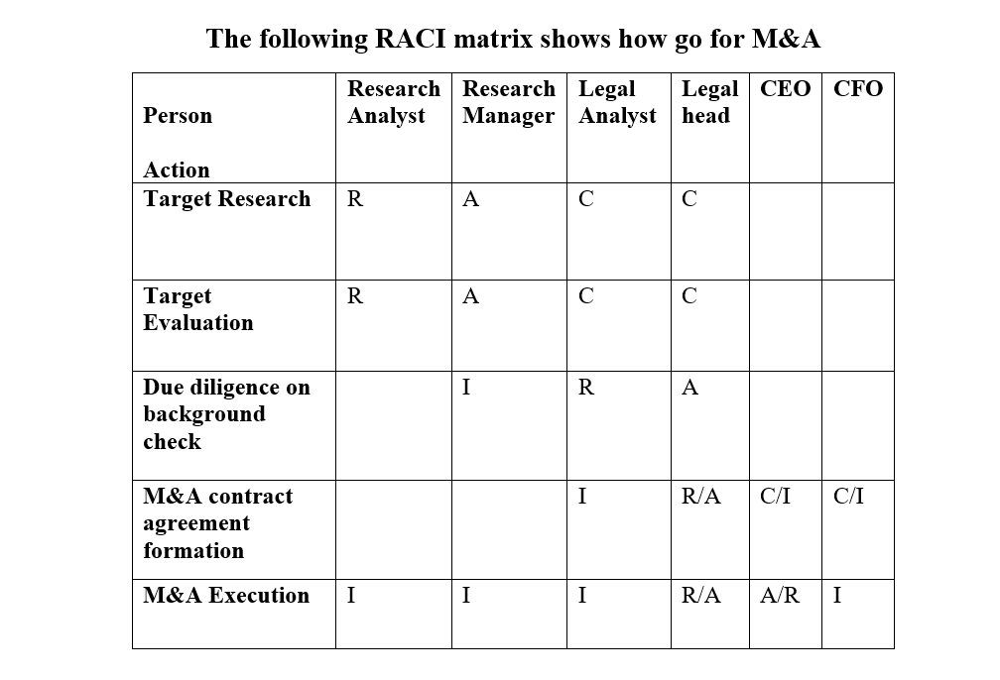 The following RACI matrix shows how go for M&A
Person
Action
Research Analyst
Research Manager
Legal Analyst
Legal head
CEO
CFO
Target Research
R
A
C
C
Target
Evaluation
R
A
C
C
Due diligence on
background
check
I
R
A
M&A contract
agreement
formation
I
R/A
C/I
C/I
M&A Execution
I
I
I
R/A
A/R
I